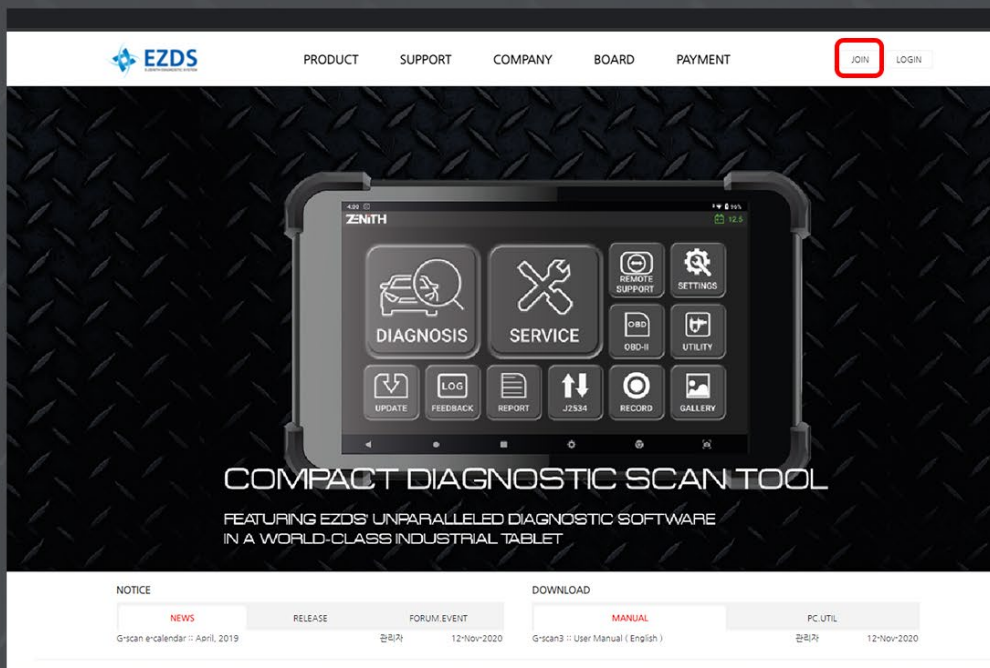 EZDS
PRODUCT SUPPORT COMPANY BOARD PAYMENT
JOIN LOGIN
4:00
96%
ZENITH
12.5
DIAGNOSIS
SERVICE
REMOTE
SUPPORT
SETTINGS
OBD
OBD-II
UTILITY
UPDATE
LOG
FEEDBACK
REPORT
J2534
RECORD
GALLERY
COMPACT DIAGNOSTIC SCAN TOOL
FEATURING EZDS' UNPARALLELED DIAGNOSTIC SOFTWARE
IN A WORLD-CLASS INDUSTRIAL TABLET
NOTICE
NEWS RELEASE FORUM.EVENT
G-scan e-calendar :: April, 2019 관리자 12-Nov-2020
DOWNLOAD
MANUAL PC.UTIL
G-scan3 :: User Manual ( English ) 관리자 12-Nov-2020